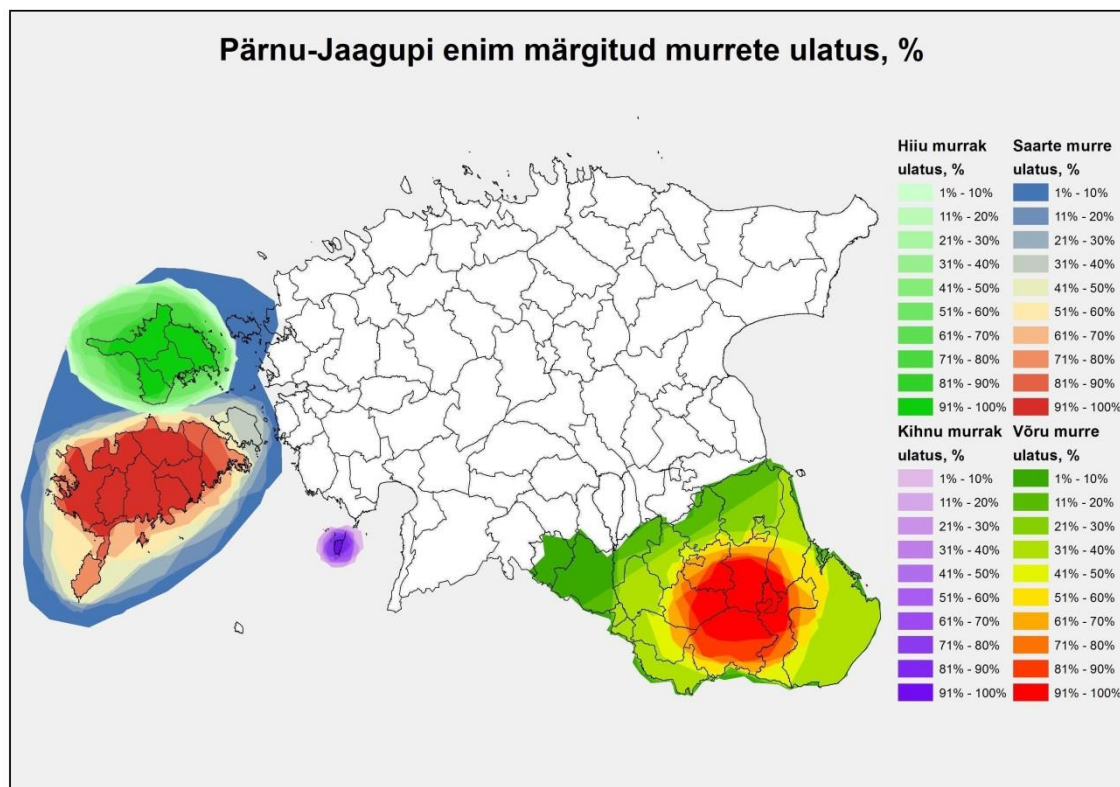 Pärnu-Jaagupi enim märgitud murrete ulatus, %
Hiiu murrak
ulatus, %
1% - 10%
11% - 20%
21% - 30%
31% - 40%
41% - 50%
51% - 60%
61% - 70%
71% - 80%
81% - 90%
91% - 100%
Saarte murre
ulatus, %
1% - 10%
11% - 20%
21% - 30%
31% - 40%
41% - 50%
51% - 60%
61% - 70%
71% - 80%
81% - 90%
91% - 100%
Kihnu murrak
ulatus, %
1% - 10%
11% - 20%
21% - 30%
31% - 40%
41% - 50%
51% - 60%
61% - 70%
71% - 80%
81% - 90%
91% - 100%
Võru murre
ulatus, %
1% - 10%
11% - 20%
21% - 30%
31% - 40%
41% - 50%
51% - 60%
61% - 70%
71% - 80%
81% - 90%
91% - 100%